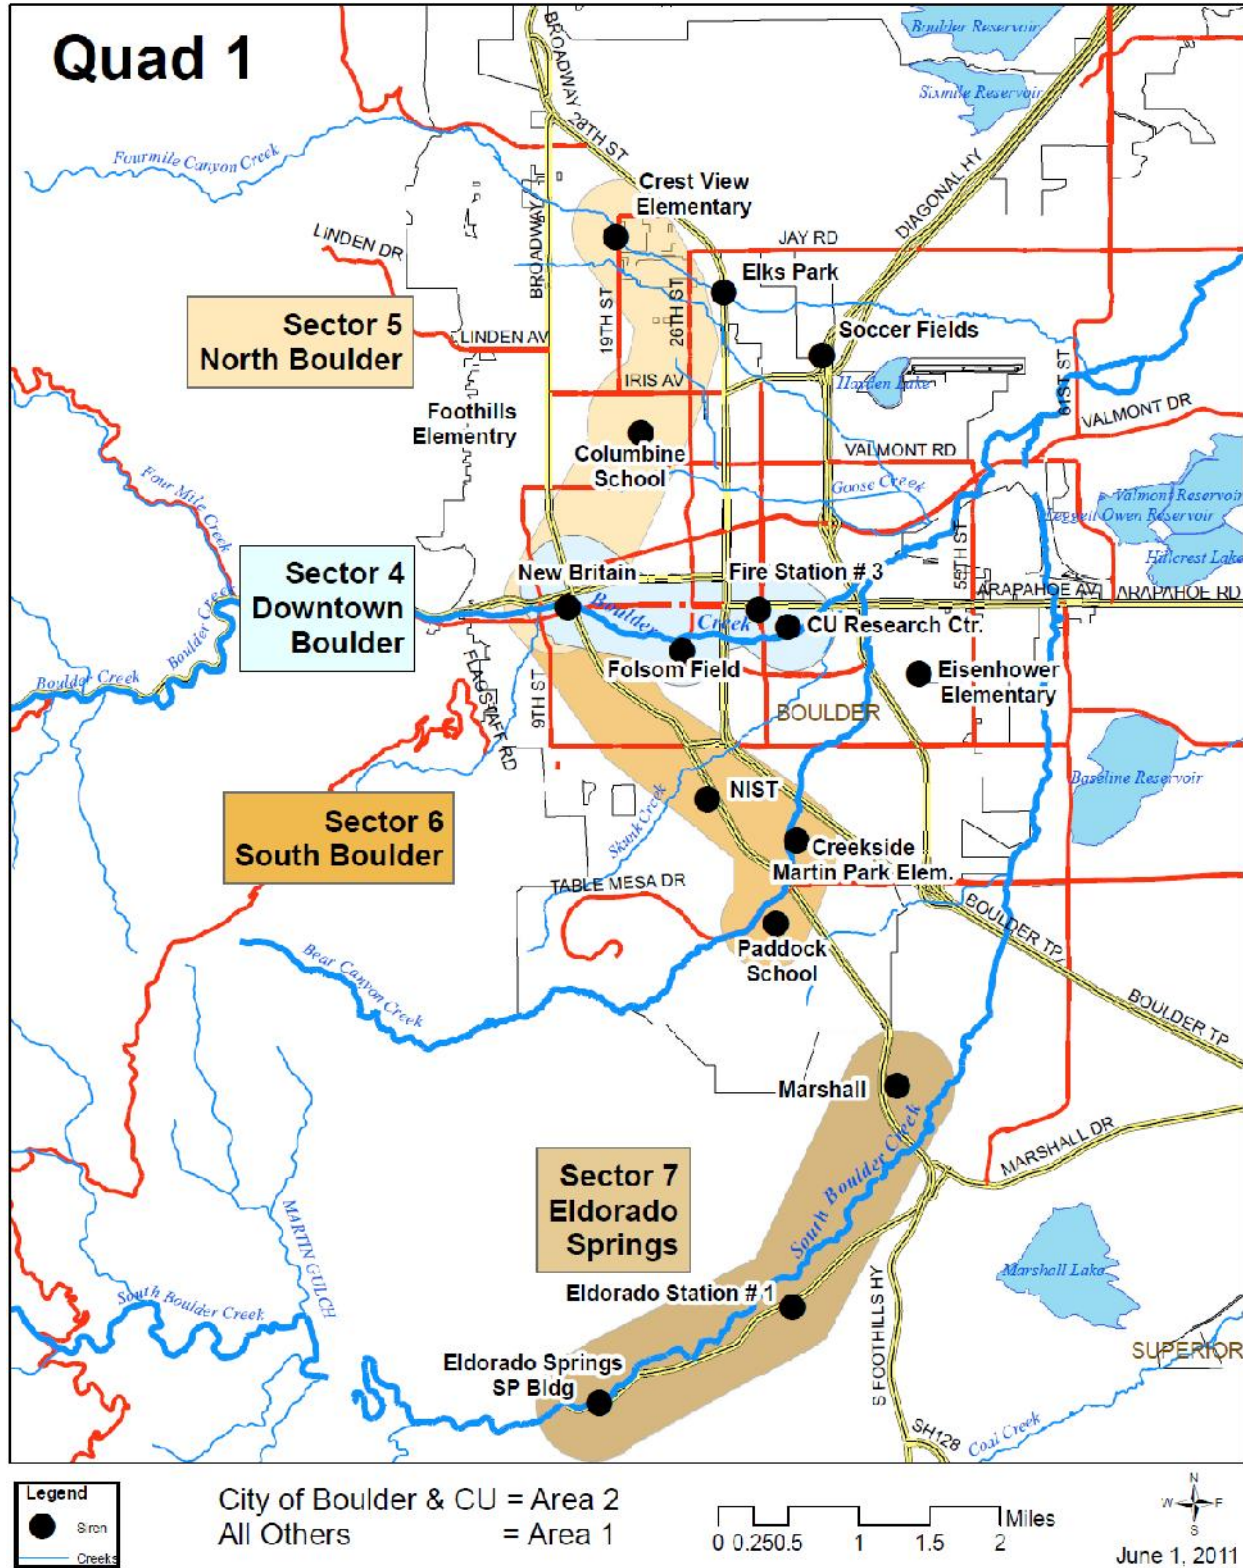 Quad 1
BROADWAY
28TH ST
Boulder Reservoir
Sixmile Reservoir
DIAGONAL HY
Fourmile Canyon Creek
Crest View
Elementary
LINDEN DR
BROADWAY
JAY RD
Elks Park
19TH ST
26TH ST
Sector 5
North Boulder
LINDEN AV
Soccer Fields
IRIS AV
Hayden Lake
61ST ST
VALMONT DR
Foothills
Elementry
Columbine
School
VALMONT RD
Goose Creek
Four Mile Creek
Valmont Reservoir
Leggett Owen Reservoir
Hillcrest Lake
55TH ST
Sector 4
Downtown
Boulder
New Britain
Fire Station # 3
ARAPAHOE AV
ARAPAHOE RD
Boulder Creek
Boulder Creek
CU Research Ctr.
Folsom Field
Boulder Creek
FLAGSTAFF RD
9TH ST
Eisenhower
Elementary
BOULDER
Baseline Reservoir
NIST
Sector 6
South Boulder
Skunk Creek
Creekside
Martin Park Elem.
TABLE MESA DR
BOULDER TP
Paddock
School
Bear Canyon Creek
BOULDER TP
Marshall
MARSHALL DR
Sector 7
Eldorado
Springs
South Boulder Creek
MARTIN GULCH
Marshall Lake
South Boulder Creek
Eldorado Station # 1
S FOOTHILLS HY
SUPERIOR
Eldorado Springs
SP Bldg
SH128
Coal Creek
Legend
Siren
Creeks
City of Boulder & CU = Area 2
All Others = Area 1
Miles
0 0.25 0.5 1 1.5 2
N
W E
S
June 1, 2011